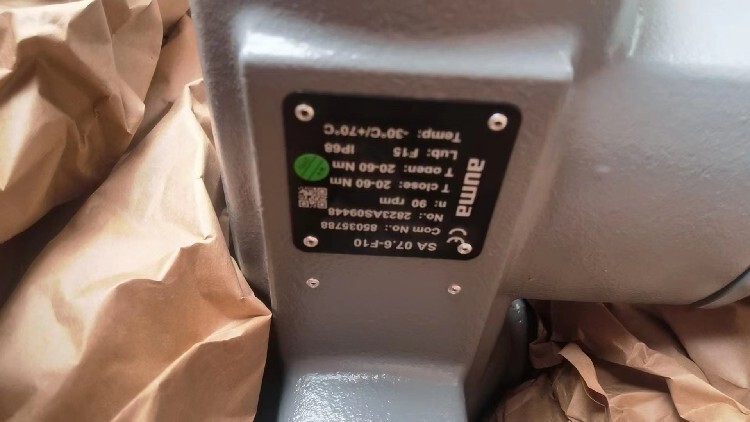 auma
CE
SA 07.6-F10
Com No.: 85035788
No.: 2823AS09448
n: 90 rpm
T close: 20-60 Nm
T open: 20-60 Nm
Lub: F15 IP68
Temp: -30°C/+70°C